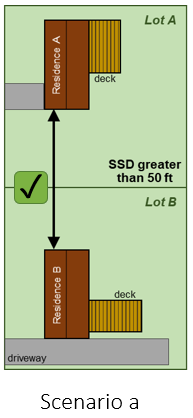 Lot A
Residence A
deck
SSD greater
than 50 ft
Lot B
Residence B
deck
driveway
Scenario a